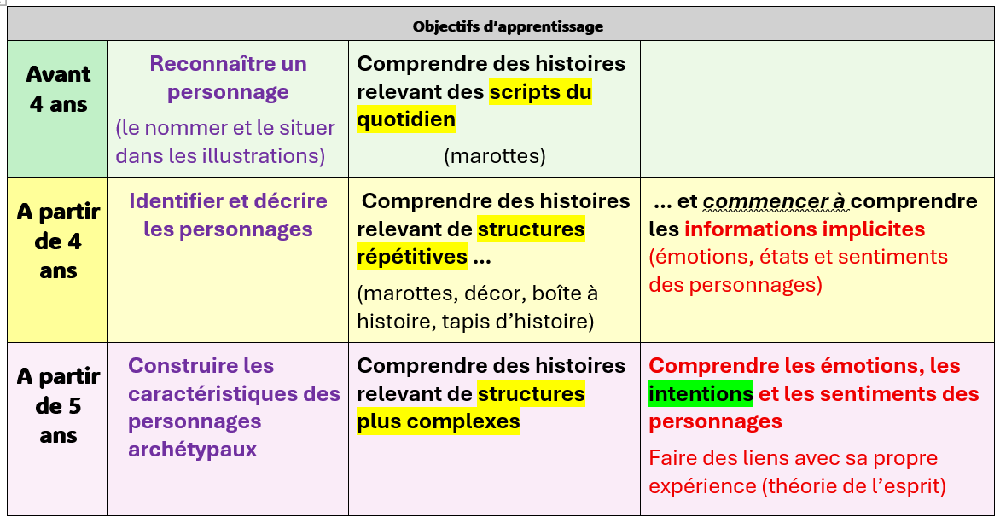 Objectifs d’apprentissage
Avant
4 ans
Reconnaître un
personnage
(le nommer et le situer
dans les illustrations)
Comprendre des histoires
relevant des scripts du
quotidien
(marottes)
A partir
de 4
ans
Identifier et décrire
les personnages
Comprendre des histoires
relevant de structures
répétitives ...
(marottes, décor, boîte à
histoire, tapis d’histoire)
... et commencer à comprendre
les informations implicites
(émotions, états et sentiments
des personnages)
A partir
de 5
ans
Construire les
caractéristiques des
personnages
archétypaux
Comprendre des histoires
relevant de structures
plus complexes
Comprendre les émotions, les
intentions et les sentiments des
personnages
Faire des liens avec sa propre
expérience (théorie de l’esprit)